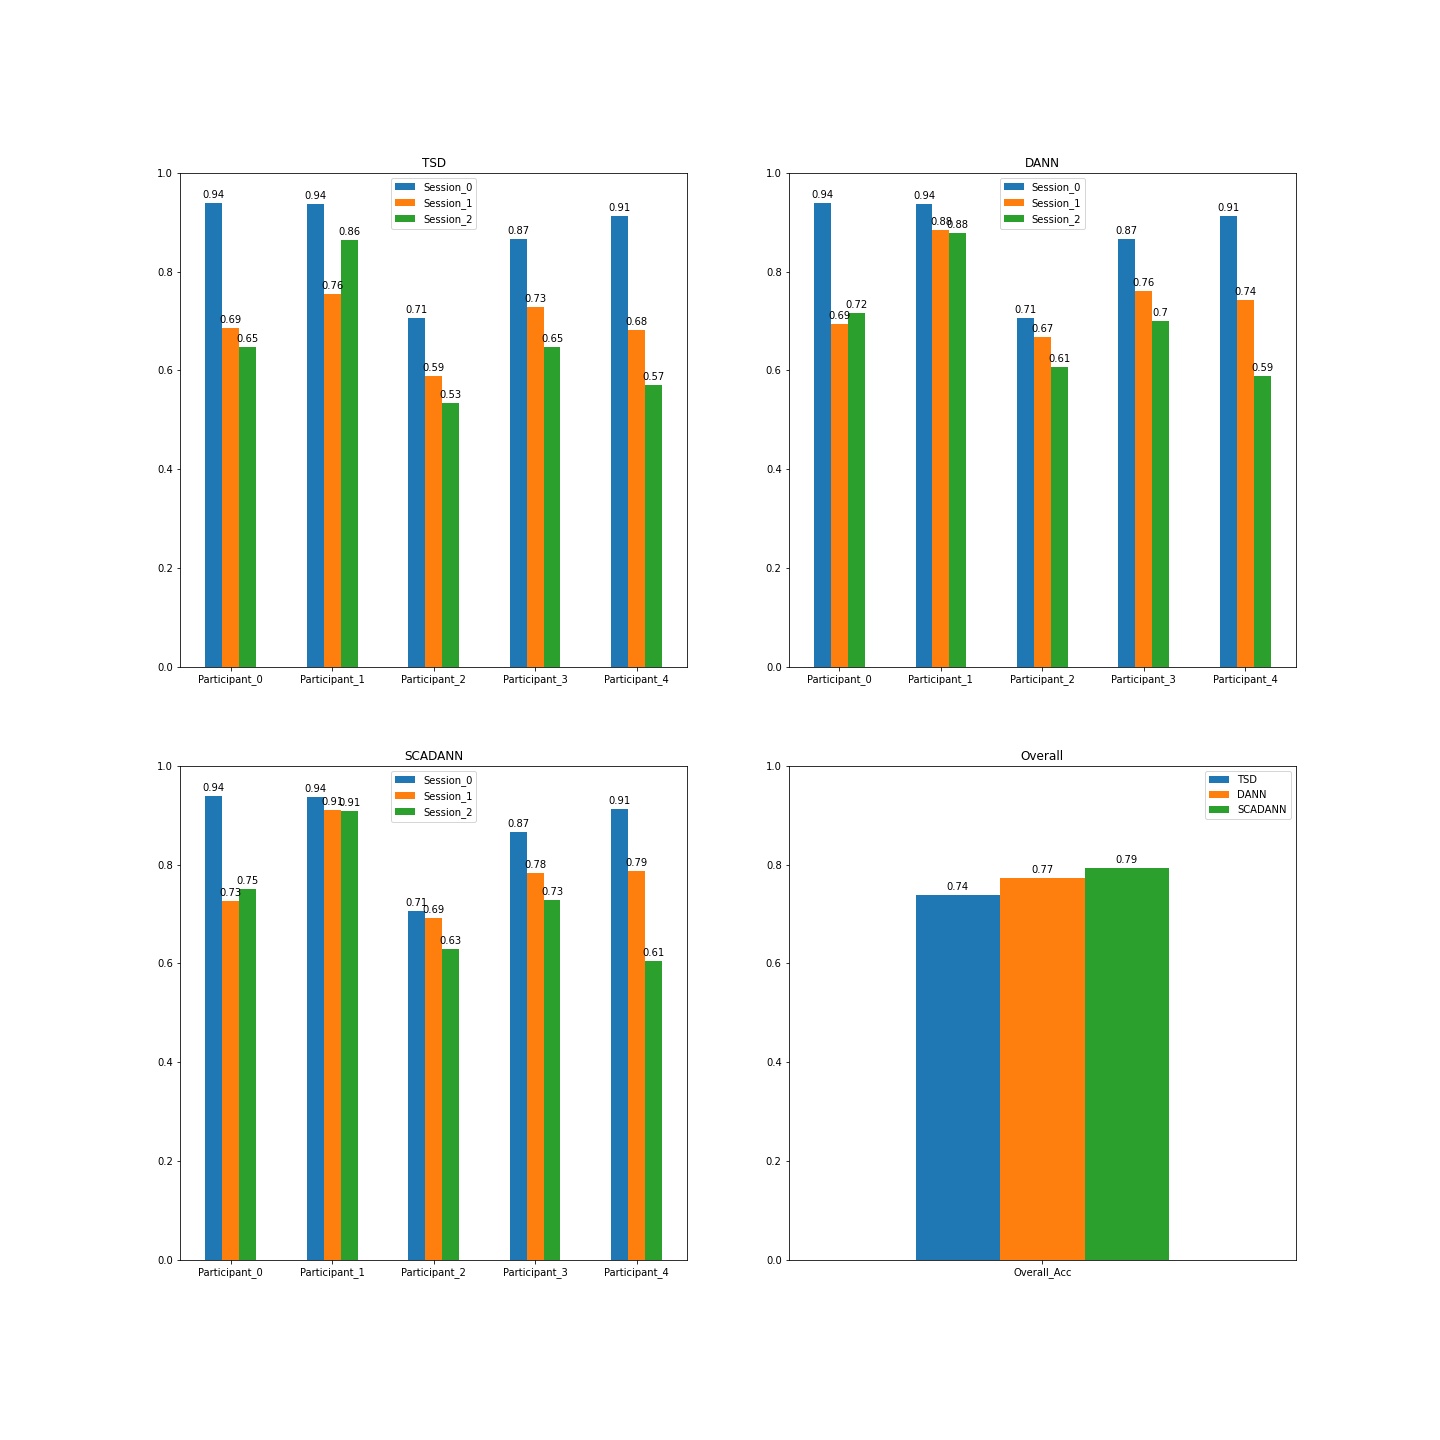 TSD
1.0
0.8
0.6
0.4
0.2
0.0
Session_0
Session_1
Session_2
0.94 0.69 0.65
0.94 0.76 0.86
0.71 0.59 0.53
0.87 0.73 0.65
0.91 0.68 0.57
Participant_0 Participant_1 Participant_2 Participant_3 Participant_4
DANN
1.0
0.8
0.6
0.4
0.2
0.0
Session_0
Session_1
Session_2
0.94 0.69 0.72
0.94 0.88 0.88
0.71 0.67 0.61
0.87 0.76 0.7
0.91 0.74 0.59
Participant_0 Participant_1 Participant_2 Participant_3 Participant_4
SCADANN
1.0
0.8
0.6
0.4
0.2
0.0
Session_0
Session_1
Session_2
0.94 0.73 0.75
0.94 0.91 0.91
0.71 0.69 0.63
0.87 0.78 0.73
0.91 0.79 0.61
Participant_0 Participant_1 Participant_2 Participant_3 Participant_4
Overall
1.0
0.8
0.6
0.4
0.2
0.0
TSD
DANN
SCADANN
0.74 0.77 0.79
Overall_Acc